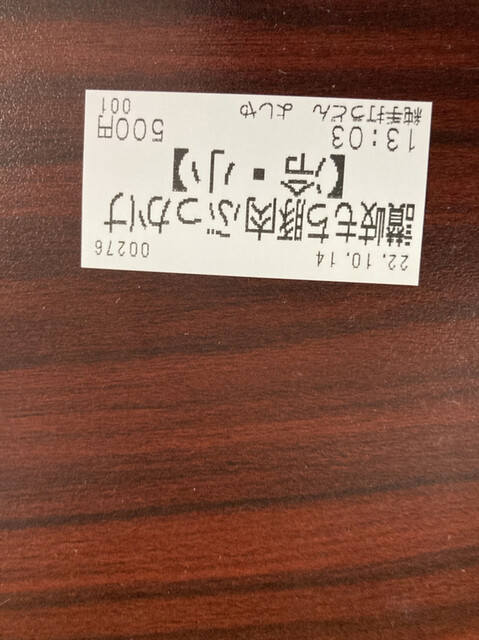 22.10.14 00276
讃岐もち豚肉ぶっかけ
【冷・小】
13:03 500円
純手打うどん よしや 001